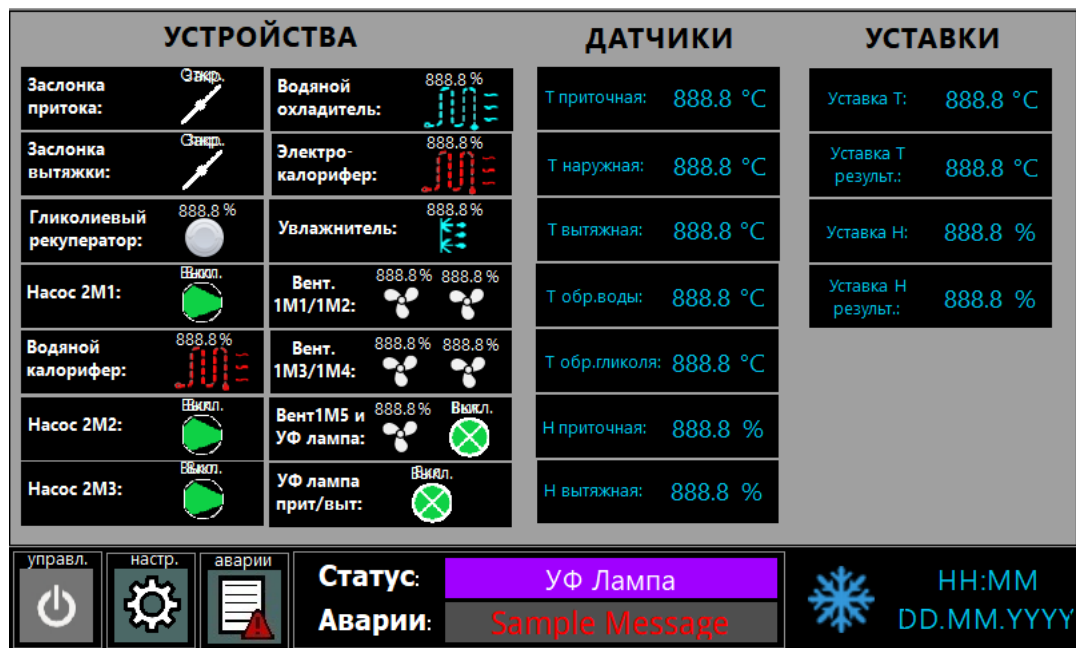 УСТРОЙСТВА
ДАТЧИКИ
УСТАВКИ
Заслонка
притока:
Водяной
охладитель:
888.8 %
Т приточная: 888.8 °C
Уставка Т: 888.8 °C
Заслонка
вытяжки:
Электро-
калорифер:
888.8%
Т наружная: 888.8 °C
Уставка Т
результ.:
888.8 °C
Гликолиевый
рекуператор:
888.8 %
Увлажнитель:
888.8%
Т вытяжная: 888.8 °C
Уставка Н: 888.8 %
Насос 2М1:
Вент.
1М1/1М2:
888.8% 888.8 %
Т обр.воды: 888.8 °C
Уставка Н
результ.:
888.8 %
Водяной
калорифер:
888.8%
Вент.
1М3/1М4:
888.8% 888.8%
Т обр.гликоля: 888.8 °C
Насос 2М2:
Вент1М5 и
УФ лампа:
888.8%
Н приточная: 888.8 %
Насос 2М3:
УФ лампа
прит/выт:
Н вытяжная: 888.8 %
управл.
настр.
аварии
Статус: УФ Лампа
Аварии: Sample Message
HH:MM
DD.MM.YYYY